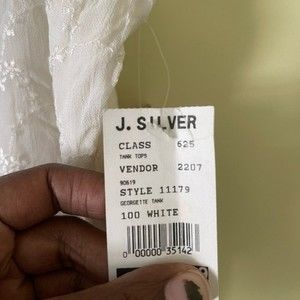 J. SILVER
CLASS 625
TANK TOPS
VENDOR 2207
90619
STYLE 11179
GEORGETTE TANK
100 WHITE
0 00000 35142